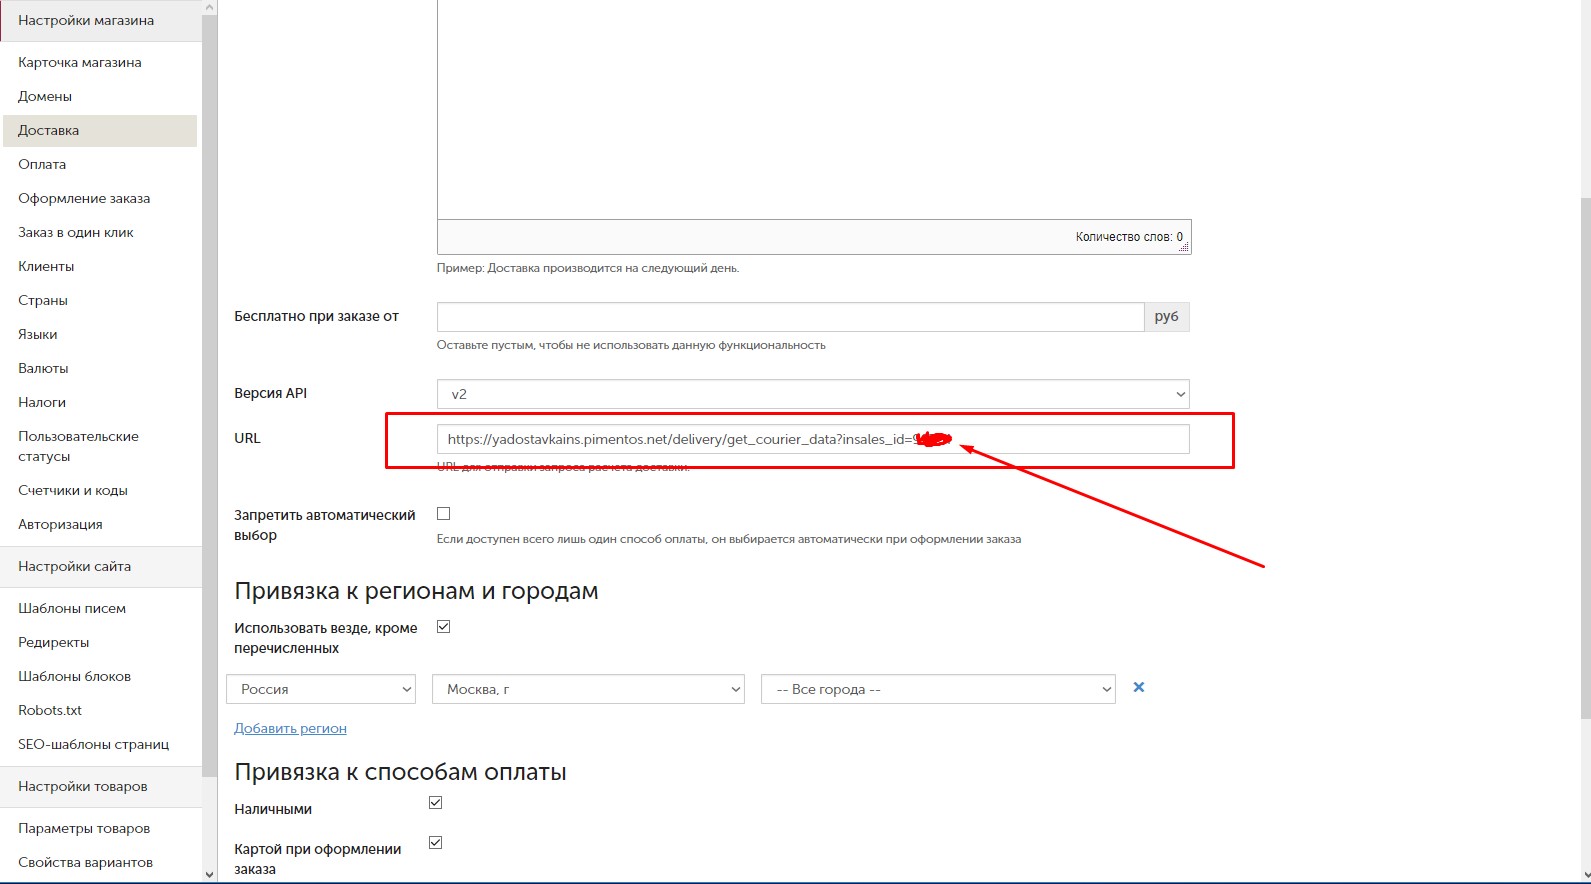 Настройки магазина
Карточка магазина
Домены
Доставка
Оплата
Оформление заказа
Заказ в один клик
Клиенты
Страны
Языки
Валюты
Налоги
Пользовательские
статусы
Счетчики и коды
Авторизация
Настройки сайта
Шаблоны писем
Редиректы
Шаблоны блоков
Robots.txt
SEO-шаблоны страниц
Настройки товаров
Параметры товаров
Свойства вариантов
Количество слов: 0
Пример: Доставка производится на следующий день.
Бесплатно при заказе от
руб
Оставьте пустым, чтобы не использовать данную функциональность
Версия API
v2
URL
https://yadostavkains.pimentos.net/delivery/get_courier_data?insales_id=
URL для отправки запроса расчета доставки.
Запретить автоматический
выбор
Если доступен всего лишь один способ оплаты, он выбирается автоматически при оформлении заказа
Привязка к регионам и городам
Использовать везде, кроме
перечисленных
Россия
Москва, г
-- Все города --
Добавить регион
Привязка к способам оплаты
Наличными
Картой при оформлении
заказа